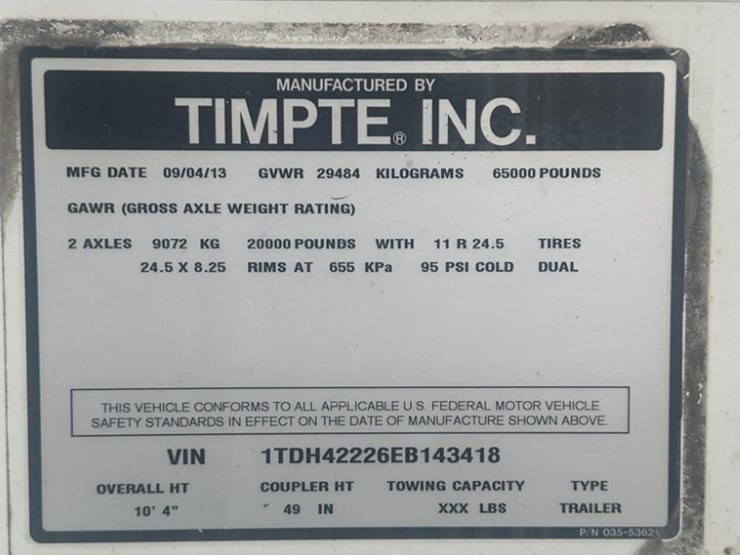 MANUFACTURED BY
TIMPTE® INC.
MFG DATE 09/04/13 GVWR 29484 KILOGRAMS 65000 POUNDS
GAWR (GROSS AXLE WEIGHT RATING)
2 AXLES 9072 KG 20000 POUNDS WITH 11 R 24.5 TIRES
24.5 X 8.25 RIMS AT 655 KPa 95 PSI COLD DUAL
THIS VEHICLE CONFORMS TO ALL APPLICABLE U.S. FEDERAL MOTOR VEHICLE
SAFETY STANDARDS IN EFFECT ON THE DATE OF MANUFACTURE SHOWN ABOVE.
VIN 1TDH42226EB143418
OVERALL HT COUPLER HT TOWING CAPACITY TYPE
10' 4" 49 IN XXX LBS TRAILER
P/N 035-53621